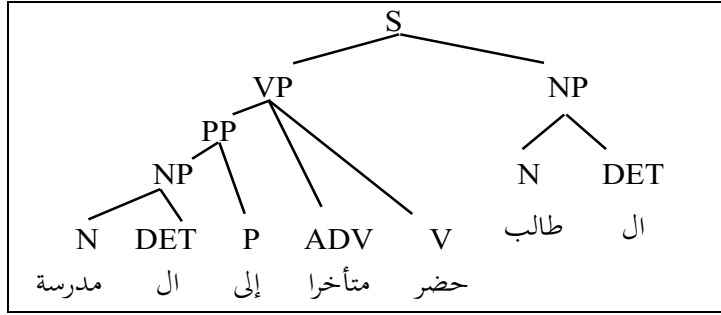 S
VP NP
PP
NP N DET
طالب ال
N DET P ADV V
مدرسة ال إلى متأخرا حضر